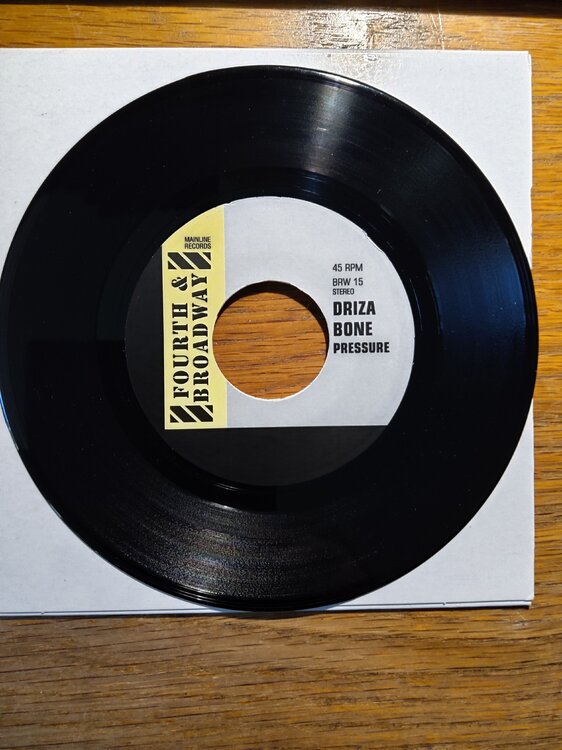 MAINLINE
RECORDS
FOURTH &
BROADWAY
45 RPM
BRW 15
STEREO
DRIZA
BONE
PRESSURE